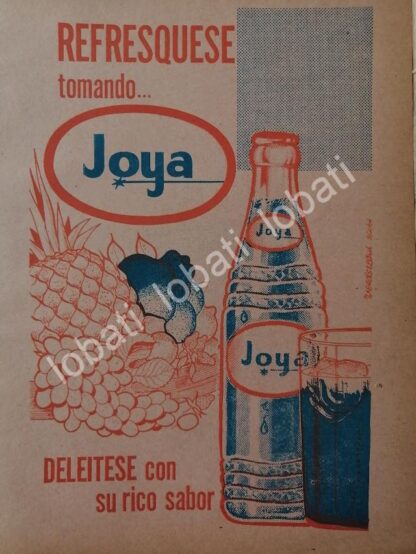 REFRESQUESE
tomando...
Joya
Joya
Joya
lobati lobati lobati
DELEITESE con
su rico sabor